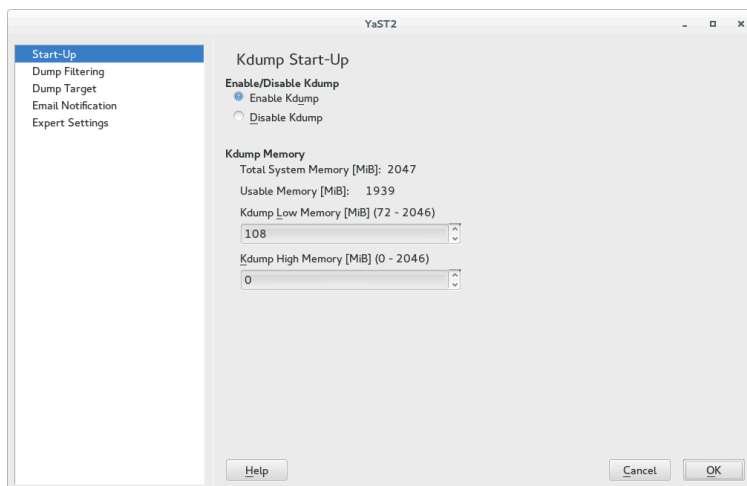 YaST2
Start-Up
Dump Filtering
Dump Target
Email Notification
Expert Settings
Kdump Start-Up
Enable/Disable Kdump
Enable Kdump
Disable Kdump
Kdump Memory
Total System Memory [MiB]: 2047
Usable Memory [MiB]: 1939
Kdump Low Memory [MiB] (72 - 2046)
108
Kdump High Memory [MiB] (0 - 2046)
0
Help
Cancel
OK